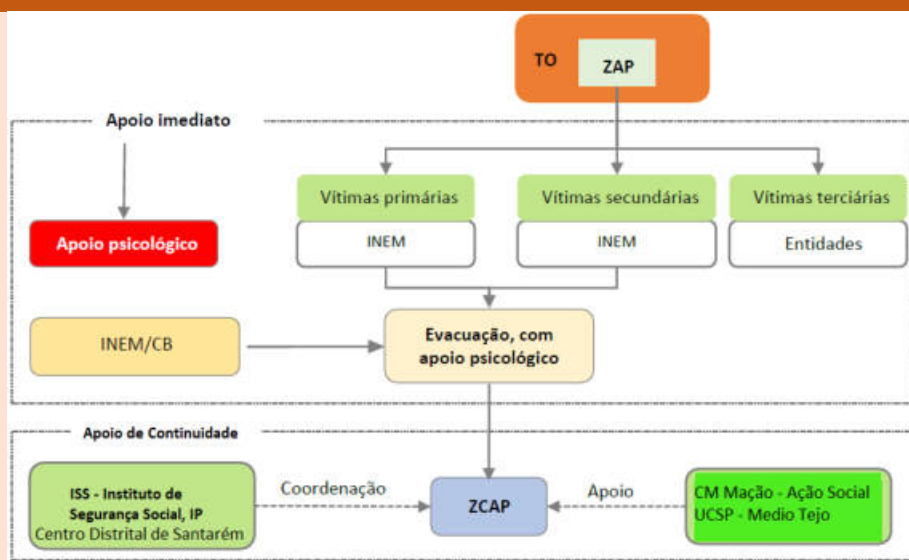 TO
ZAP
Apoio imediato
Vítimas primárias
Vítimas secundárias
Vítimas terciárias
INEM
INEM
Entidades
Apoio psicológico
INEM/CB
Evacuação, com
apoio psicológico
Apoio de Continuidade
ISS - Instituto de
Segurança Social, IP
Centro Distrital de Santarém
Coordenação
ZCAP
Apoio
CM Mação - Ação Social
UCSP - Medio Tejo